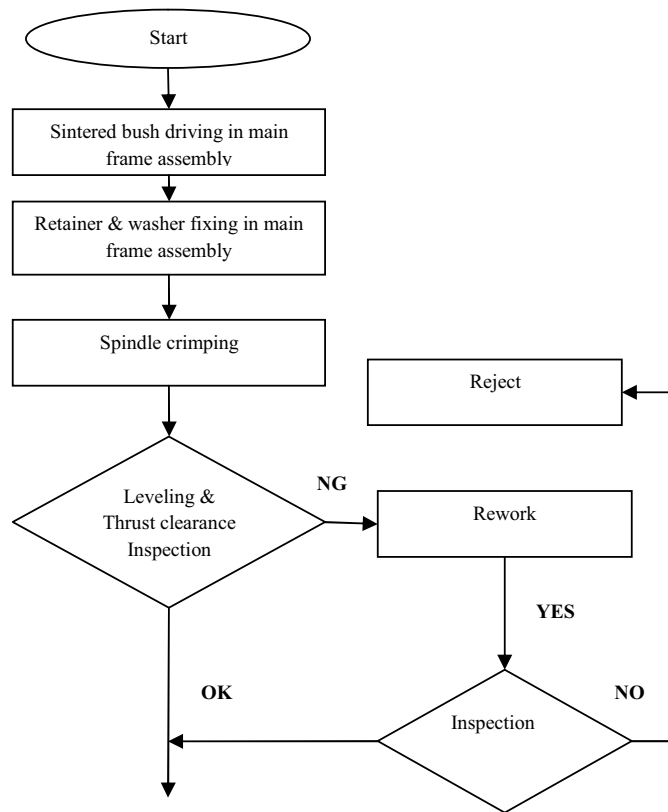 Start
Sintered bush driving in main
frame assembly
Retainer & washer fixing in main
frame assembly
Spindle crimping
Reject
Leveling &
Thrust clearance
Inspection
NG
Rework
YES
OK
Inspection
NO